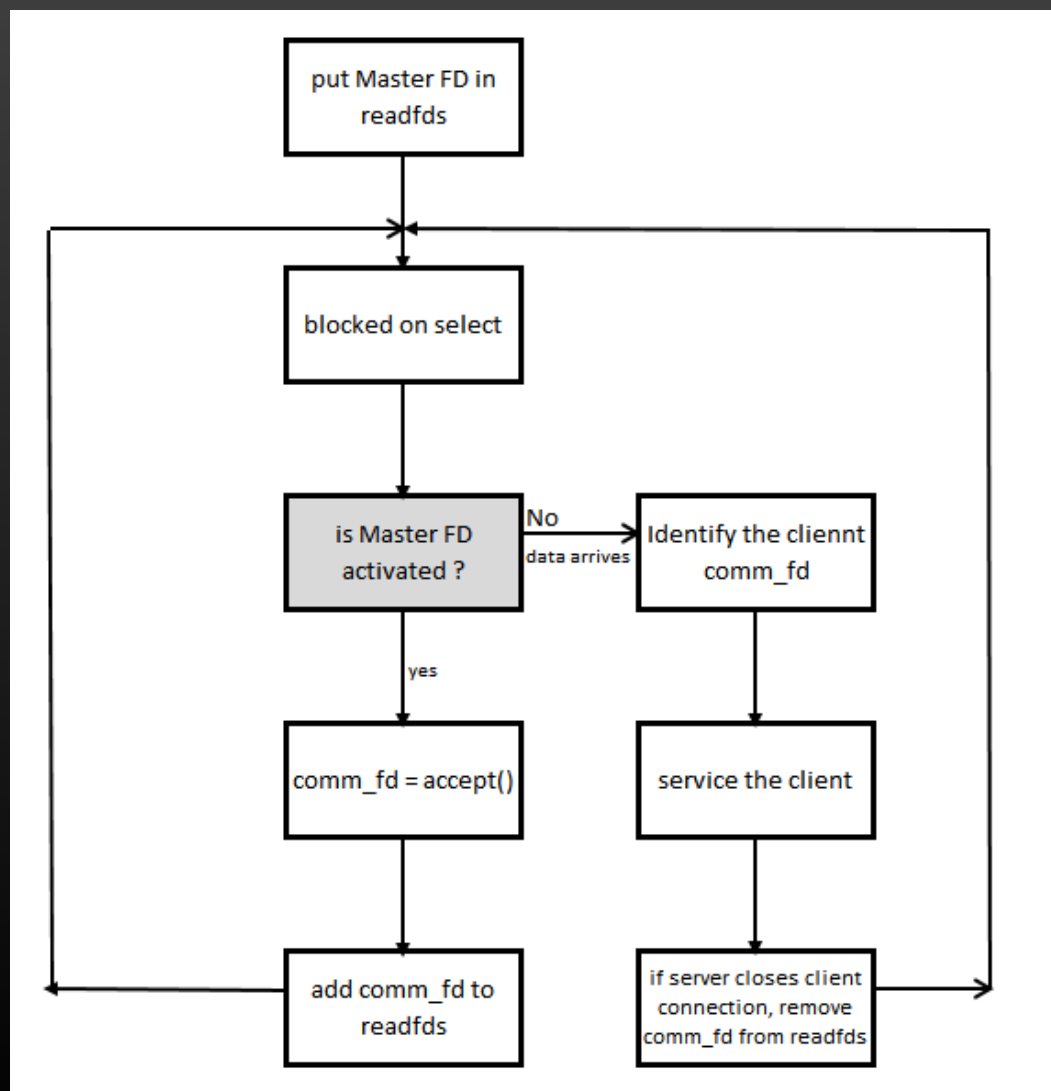 put Master FD in
readfds
blocked on select
is Master FD
activated ?
No
data arrives
Identify the cliennt
comm_fd
yes
comm_fd = accept()
service the client
add comm_fd to
readfds
if server closes client
connection, remove
comm_fd from readfds